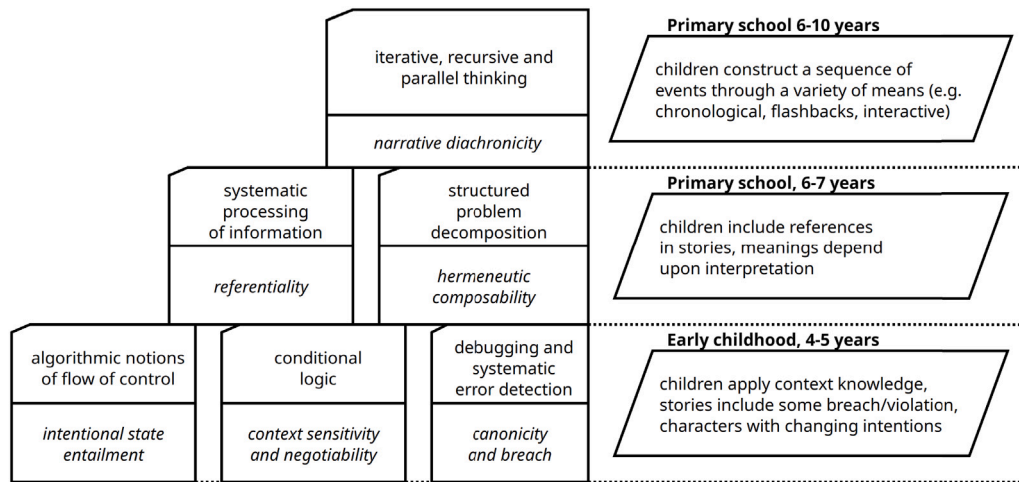 iterative, recursive and
parallel thinking
narrative diachronicity
Primary school 6-10 years
children construct a sequence of
events through a variety of means (e.g.
chronological, flashbacks, interactive)
systematic
processing
of information
referentiality
structured
problem
decomposition
hermeneutic
composability
Primary school, 6-7 years
children include references
in stories, meanings depend
upon interpretation
algorithmic notions
of flow of control
intentional state
entailment
conditional
logic
context sensitivity
and negotiability
debugging and
systematic
error detection
canonicity
and breach
Early childhood, 4-5 years
children apply context knowledge,
stories include some breach/violation,
characters with changing intentions